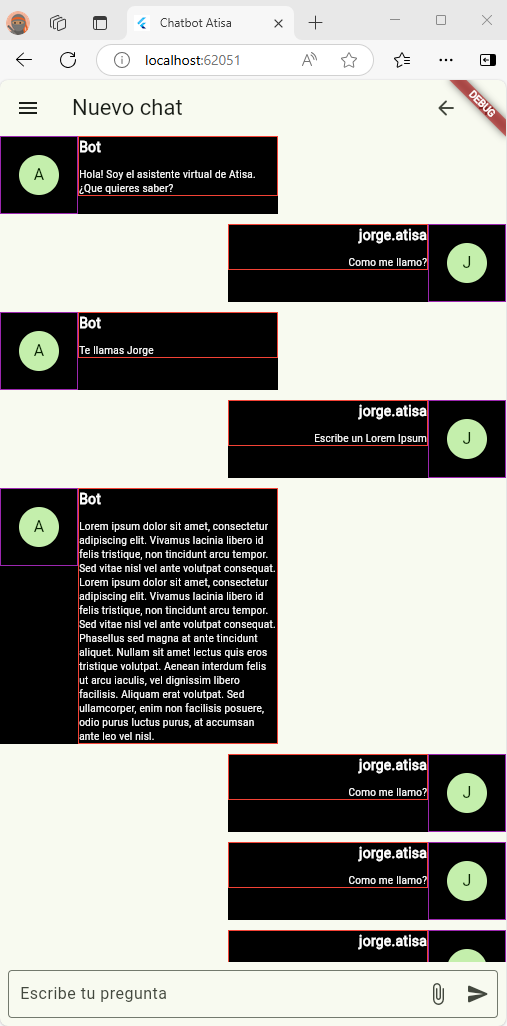 Chatbot Atisa
localhost:62051
Nuevo chat
DEBUG
Bot
A
Hola! Soy el asistente virtual de Atisa.
¿Que quieres saber?
jorge.atisa
Como me llamo?
J
Bot
A
Te llamas Jorge
jorge.atisa
Escribe un Lorem Ipsum
J
Bot
A
Lorem ipsum dolor sit amet, consectetur
adipiscing elit. Vivamus lacinia libero id
felis tristique, non tincidunt arcu tempor.
Sed vitae nisl vel ante volutpat consequat.
Lorem ipsum dolor sit amet, consectetur
adipiscing elit. Vivamus lacinia libero id
felis tristique, non tincidunt arcu tempor.
Sed vitae nisl vel ante volutpat consequat.
Phasellus sed magna at ante tincidunt
aliquet. Nullam sit amet lectus quis eros
tristique volutpat. Aenean interdum felis
ut arcu iaculis, vel dignissim libero
facilisis. Aliquam erat volutpat. Sed
ullamcorper, enim non facilisis posuere,
odio purus luctus purus, at accumsan
ante leo vel nisl.
jorge.atisa
Como me llamo?
J
jorge.atisa
Como me llamo?
J
jorge.atisa
Escribe tu pregunta